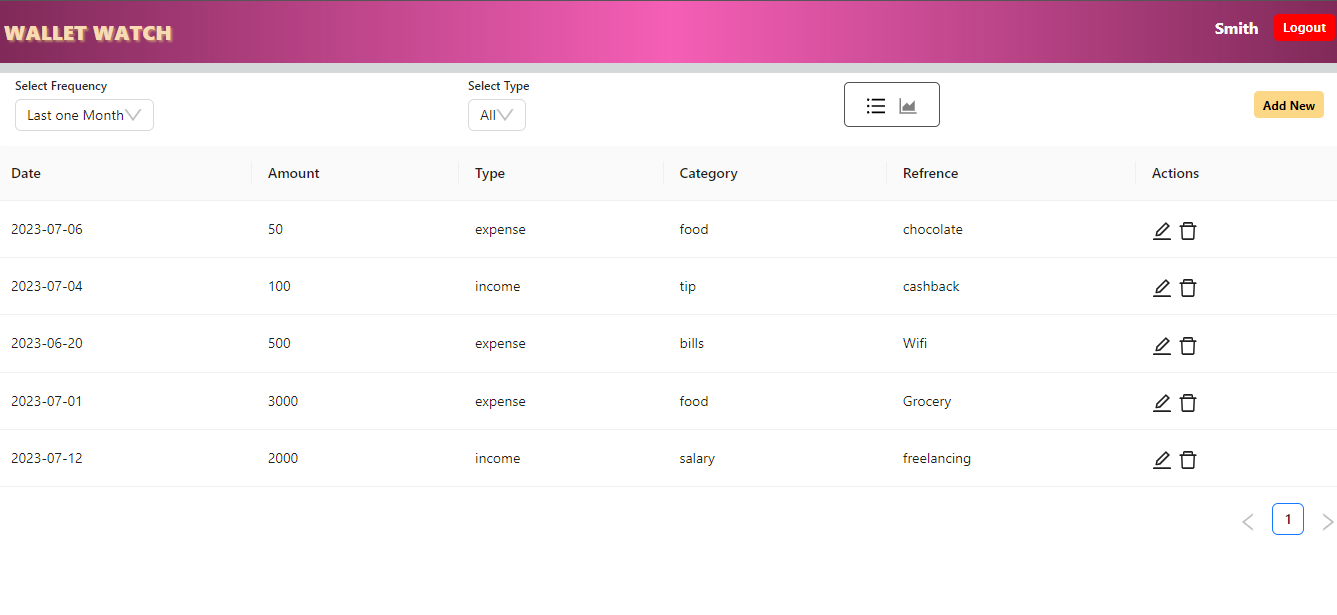 WALLET WATCH
Smith Logout
Select Frequency Select Type
Last one Month All Add New
Date Amount Type Category Refrence Actions
2023-07-06 50 expense food chocolate
2023-07-04 100 income tip cashback
2023-06-20 500 expense bills Wifi
2023-07-01 3000 expense food Grocery
2023-07-12 2000 income salary freelancing
1